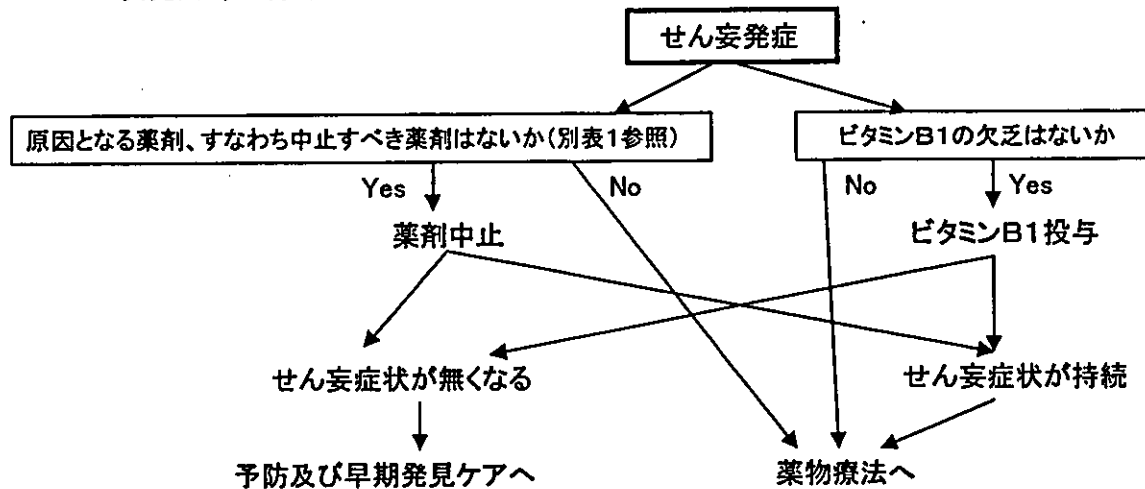 せん妄発症
原因となる薬剤、すなわち中止すべき薬剤はないか(別表1参照)
ビタミンB1の欠乏はないか
Yes
No
No
Yes
薬剤中止
ビタミンB1投与
せん妄症状が無くなる
せん妄症状が持続
予防及び早期発見ケアへ
薬物療法へ